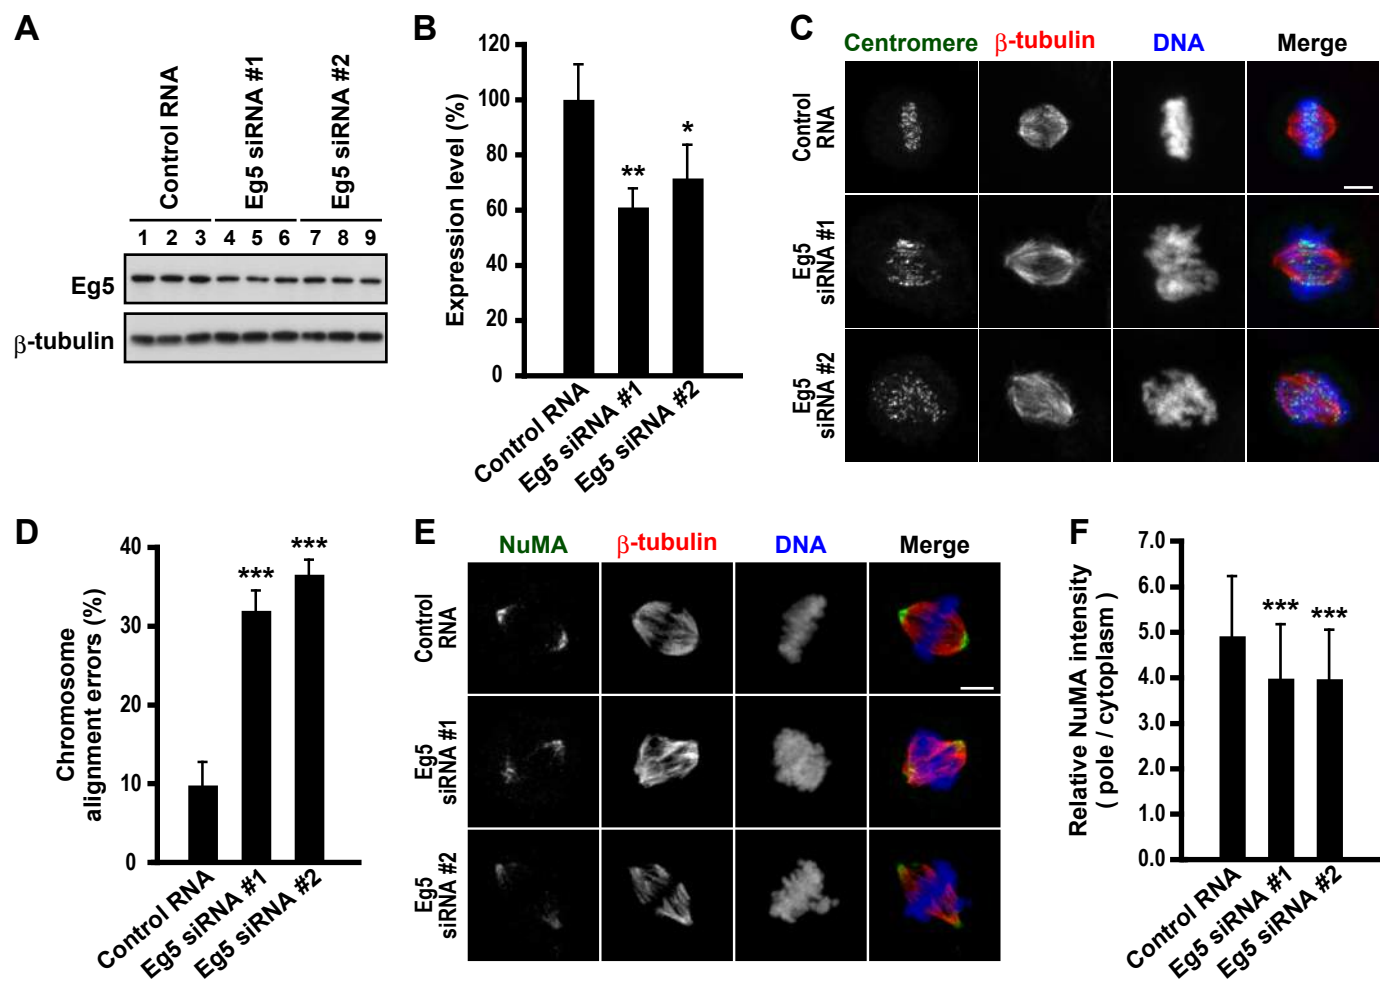 A
Control RNA
Eg5 siRNA #1
Eg5 siRNA #2
1 2 3 4 5 6 7 8 9
Eg5
β-tubulin
B
Expression level (%)
120
100
80
60
40
20
0
**
*
Control RNA
Eg5 siRNA #1
Eg5 siRNA #2
C
Centromere β-tubulin DNA Merge
Control
RNA
Eg5
siRNA #1
Eg5
siRNA #2
D
Chromosome
alignment errors (%)
40
30
20
10
0
***
***
Control RNA
Eg5 siRNA #1
Eg5 siRNA #2
E
NuMA β-tubulin DNA Merge
Control
RNA
Eg5
siRNA #1
Eg5
siRNA #2
F
Relative NuMA intensity
( pole / cytoplasm )
7.0
6.0
5.0
4.0
3.0
2.0
1.0
0.0
***
***
Control RNA
Eg5 siRNA #1
Eg5 siRNA #2